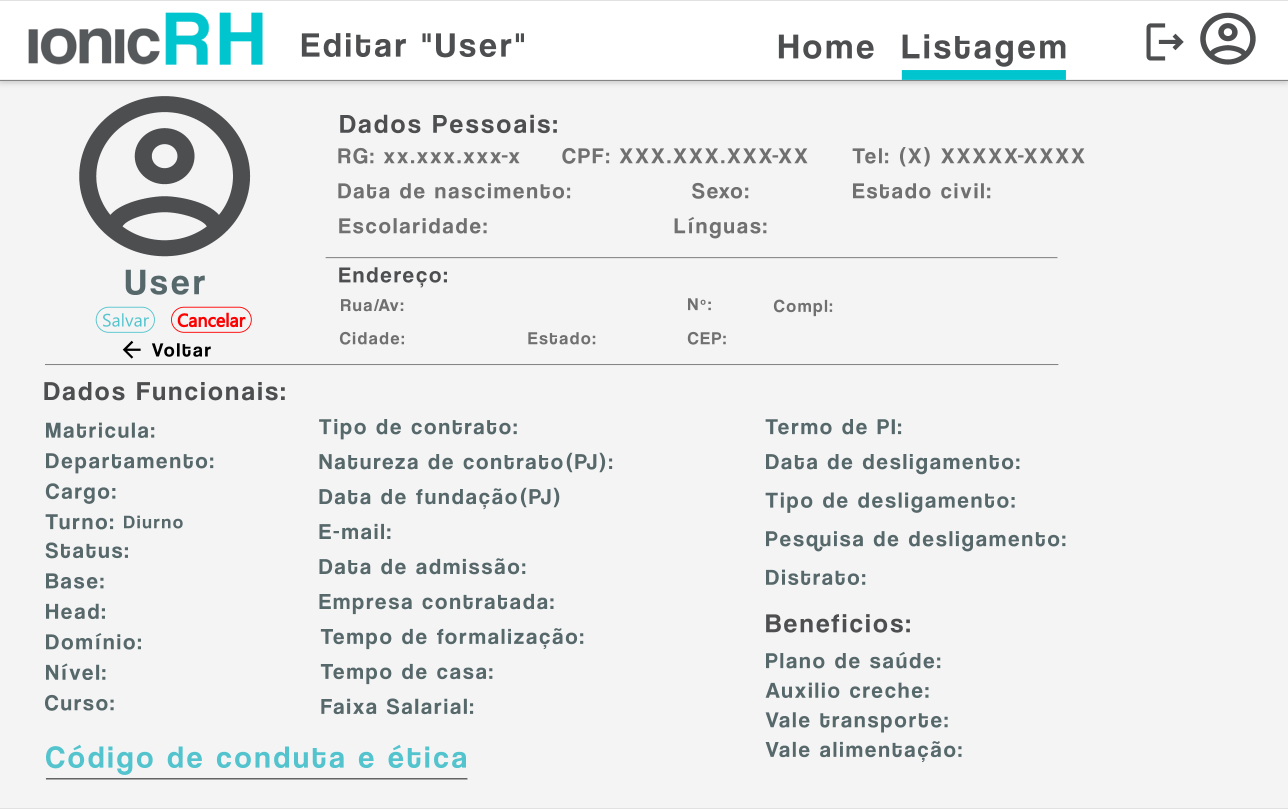 IONICRH
Editar "User"
Home Listagem
User
Salvar Cancelar
Voltar
Dados Pessoais:
RG: xx.xxx.xxx-x CPF: XXX.XXX.XXX-XX Tel: (X) XXXXX-XXXX
Data de nascimento: Sexo: Estado civil:
Escolaridade: Línguas:
Endereço:
Rua/Av: Nº: Compl:
Cidade: Estado: CEP:
Dados Funcionais:
Matricula:
Departamento:
Cargo:
Turno: Diurno
Status:
Base:
Head:
Domínio:
Nível:
Curso:
Tipo de contrato:
Natureza de contrato(PJ):
Data de fundação(PJ)
E-mail:
Data de admissão:
Empresa contratada:
Tempo de formalização:
Tempo de casa:
Faixa Salarial:
Termo de PI:
Data de desligamento:
Tipo de desligamento:
Pesquisa de desligamento:
Distrato:
Beneficios:
Plano de saúde:
Auxilio creche:
Vale transporte:
Vale alimentação:
Código de conduta e ética